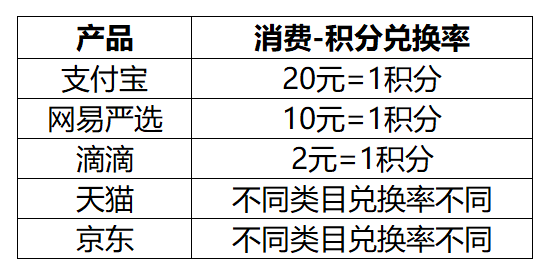 产品 消费-积分兑换率
支付宝 20元=1积分
网易严选 10元=1积分
滴滴 2元=1积分
天猫 不同类目兑换率不同
京东 不同类目兑换率不同